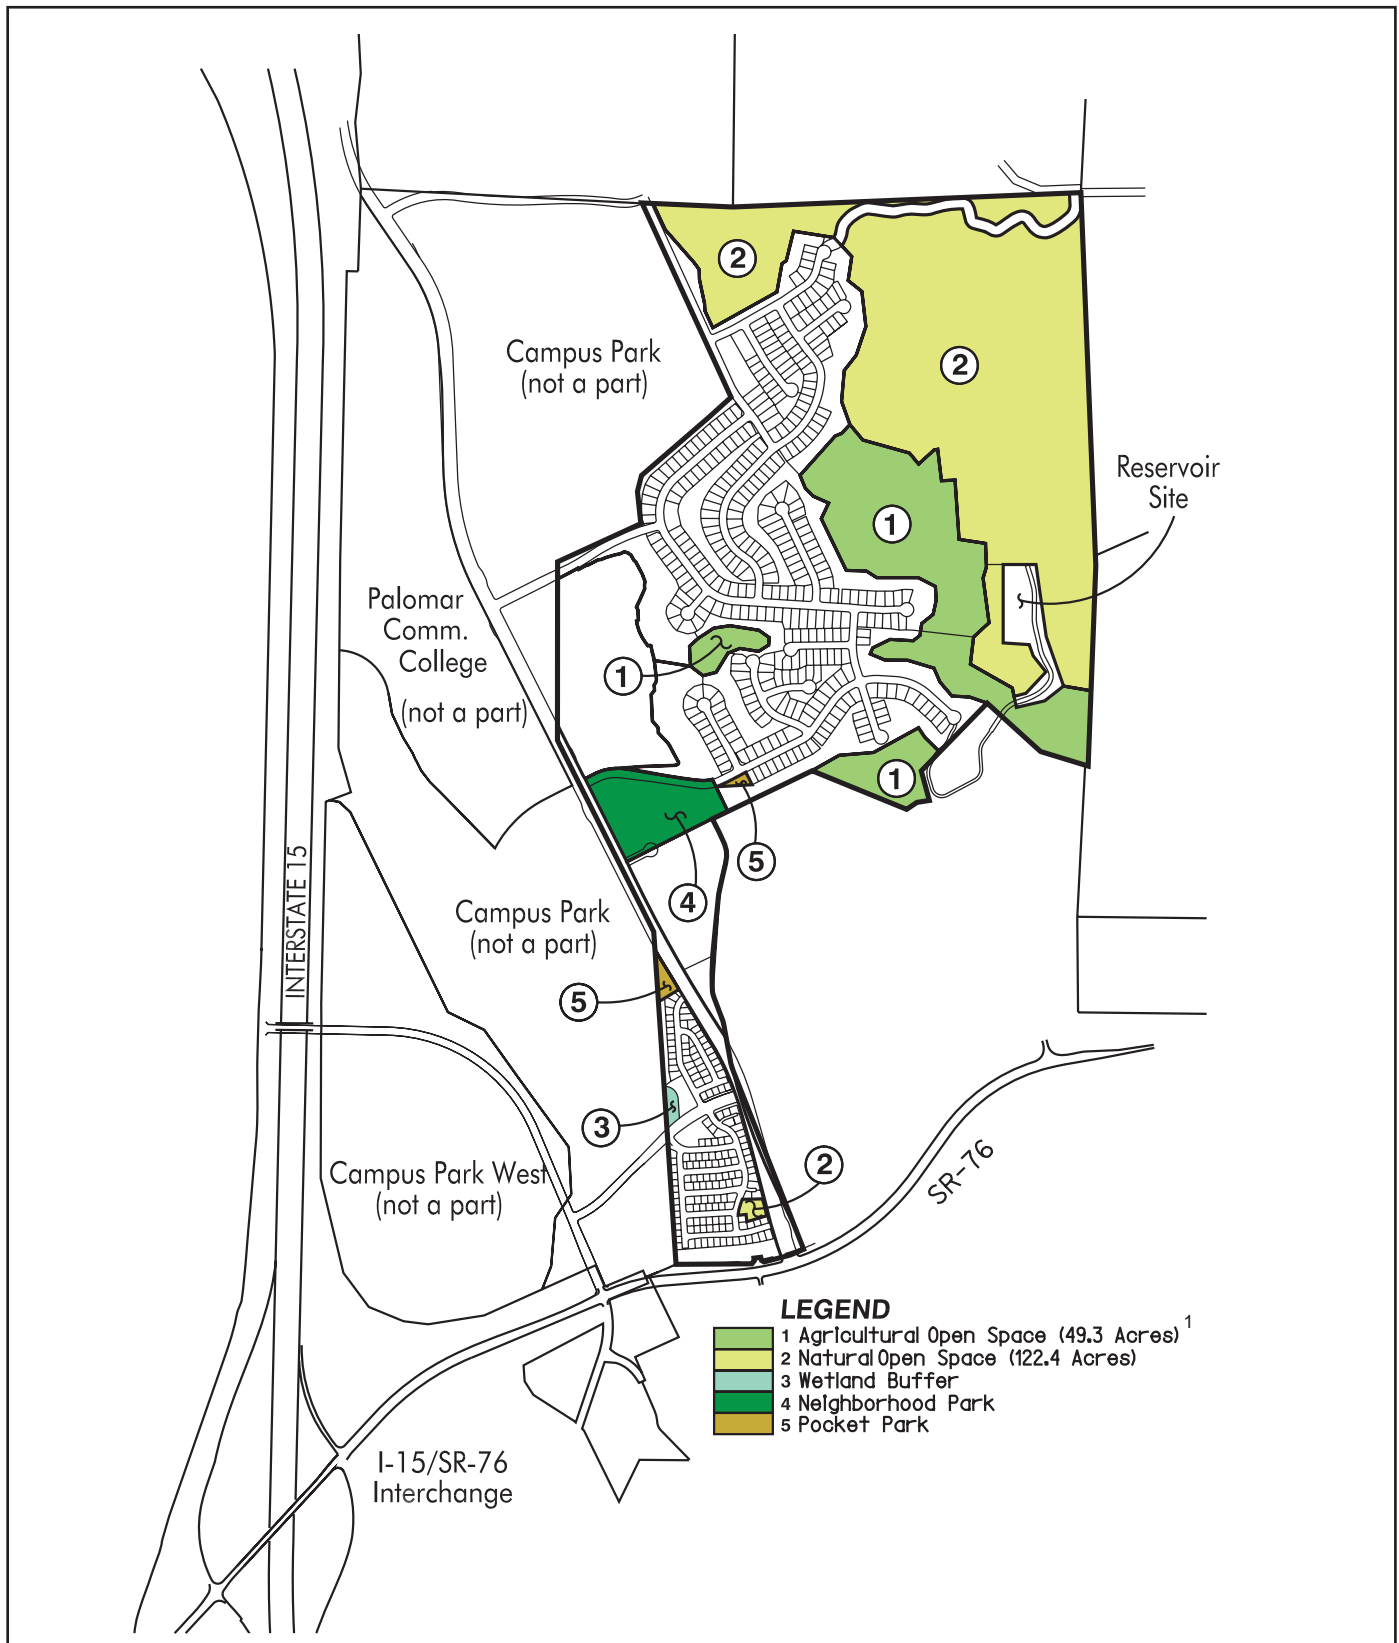 2
Campus Park
(not a part)
2
Reservoir
Site
1
Palomar
Comm.
College
(not a part)
1
1
5
4
Campus Park
(not a part)
INTERSTATE 15
5
3
Campus Park West
(not a part)
2
SR-76
LEGEND
1 Agricultural Open Space (49.3 Acres) 1
2 Natural Open Space (122.4 Acres)
3 Wetland Buffer
4 Neighborhood Park
5 Pocket Park
I-15/SR-76
Interchange